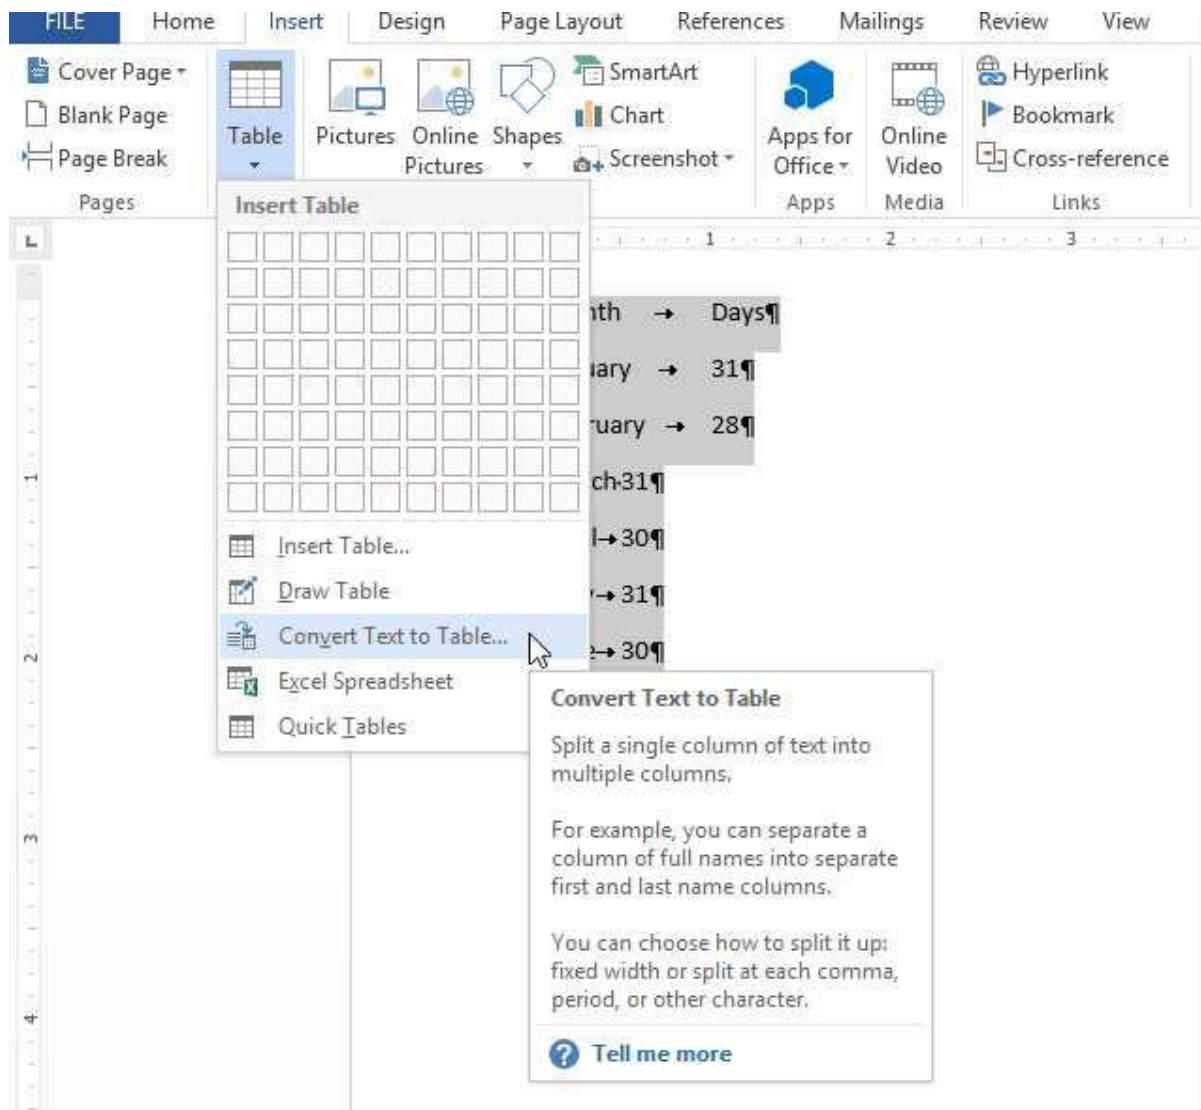 FILE Home Insert Design Page Layout References Mailings Review View
Cover Page
Blank Page
Page Break
Pages
Table
Pictures
Online
Pictures
Shapes
SmartArt
Chart
Screenshot
Apps for
Office
Apps
Online
Video
Media
Hyperlink
Bookmark
Cross-reference
Links
Insert Table
L
1 2 3
nth → Days¶
uary → 31¶
ruary → 28¶
ch→31¶
l→30¶
→31¶
e→30¶
1
2
3
4
Insert Table...
Draw Table
Convert Text to Table...
Excel Spreadsheet
Quick Tables
Convert Text to Table
Split a single column of text into
multiple columns.
For example, you can separate a
column of full names into separate
first and last name columns.
You can choose how to split it up:
fixed width or split at each comma,
period, or other character.
? Tell me more